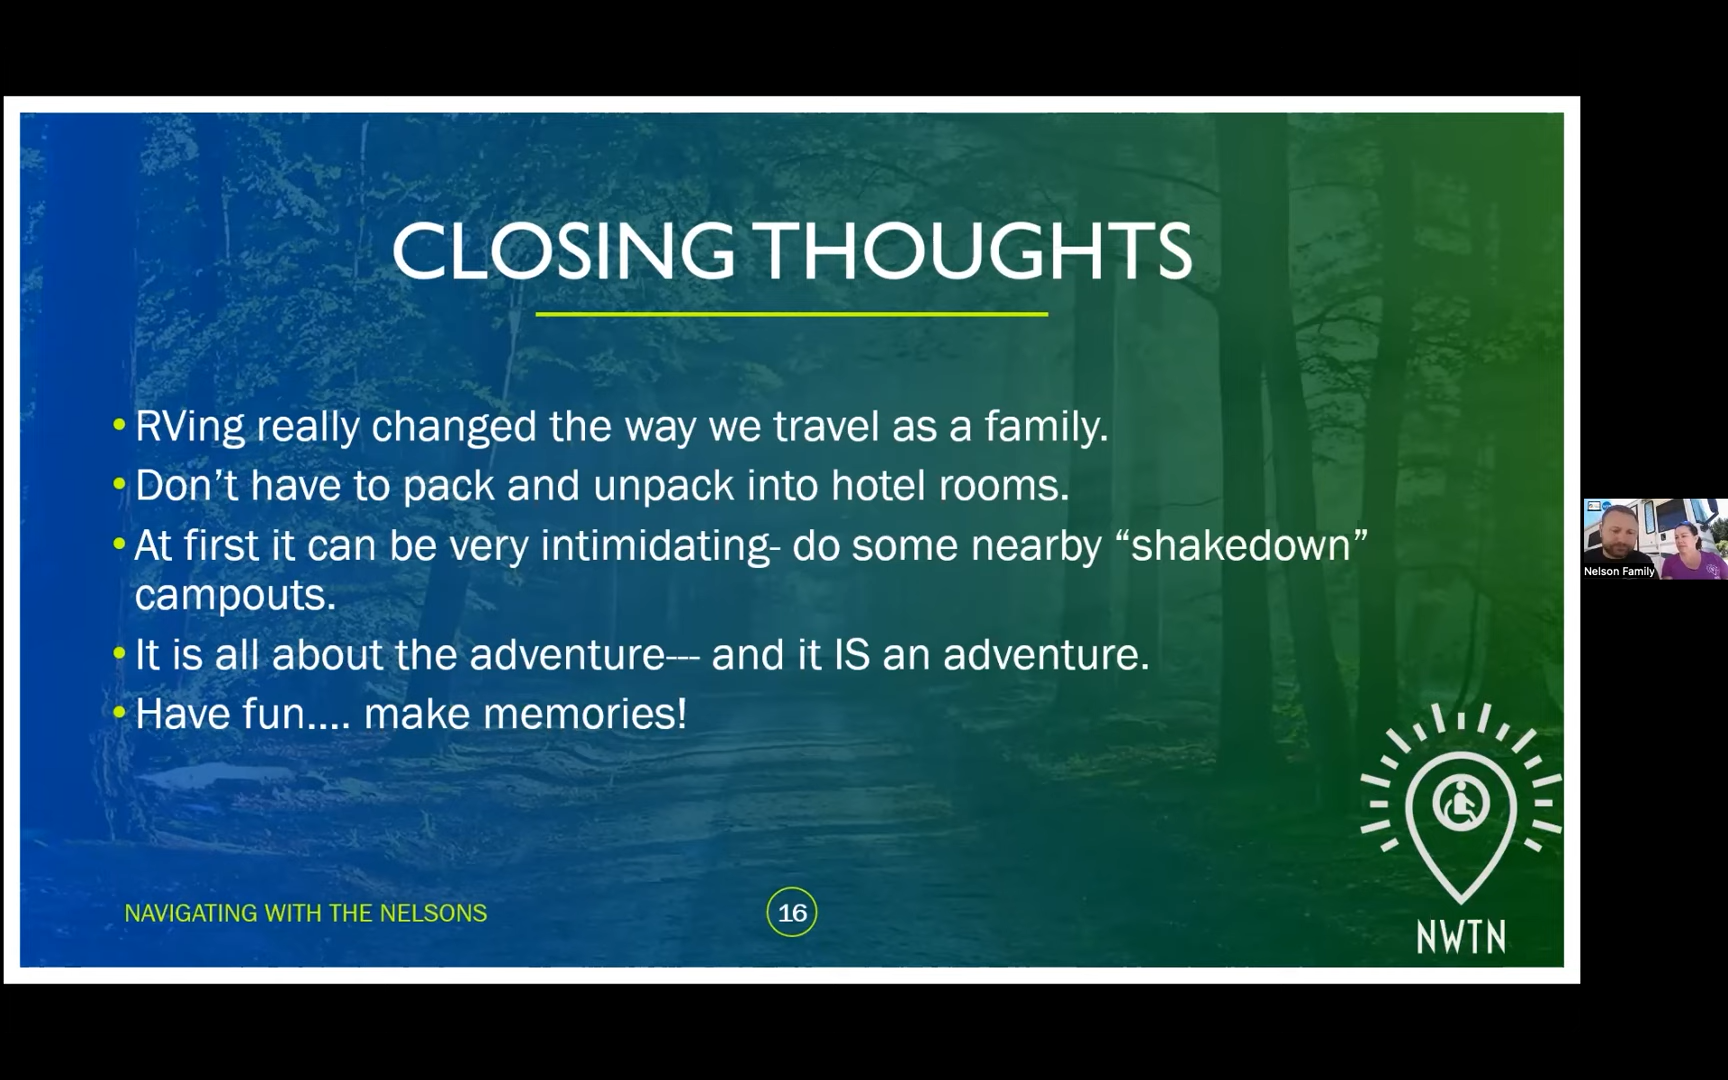 CLOSING THOUGHTS
• RVing really changed the way we travel as a family.
• Don’t have to pack and unpack into hotel rooms.
• At first it can be very intimidating- do some nearby “shakedown”
campouts.
• It is all about the adventure--- and it IS an adventure.
• Have fun.... make memories!
Nelson Family
NAVIGATING WITH THE NELSONS
16
NWTN